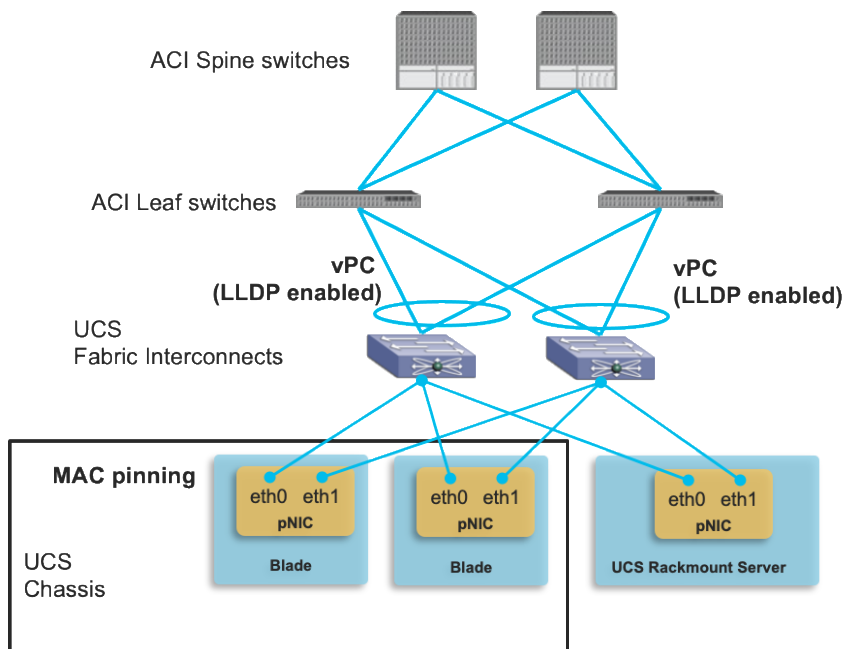 ACI Spine switches
ACI Leaf switches
vPC
(LLDP enabled)
vPC
(LLDP enabled)
UCS
Fabric Interconnects
MAC pinning
eth0 eth1
pNIC
Blade
eth0 eth1
pNIC
Blade
eth0 eth1
pNIC
UCS Rackmount Server
UCS
Chassis